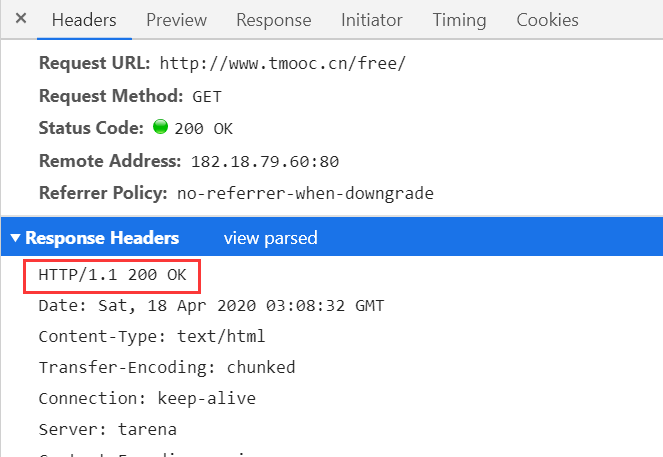 × Headers Preview Response Initiator Timing Cookies
Request URL: http://www.tmooc.cn/free/
Request Method: GET
Status Code: 200 OK
Remote Address: 182.18.79.60:80
Referrer Policy: no-referrer-when-downgrade
▼ Response Headers view parsed
HTTP/1.1 200 OK
Date: Sat, 18 Apr 2020 03:08:32 GMT
Content-Type: text/html
Transfer-Encoding: chunked
Connection: keep-alive
Server: tarena